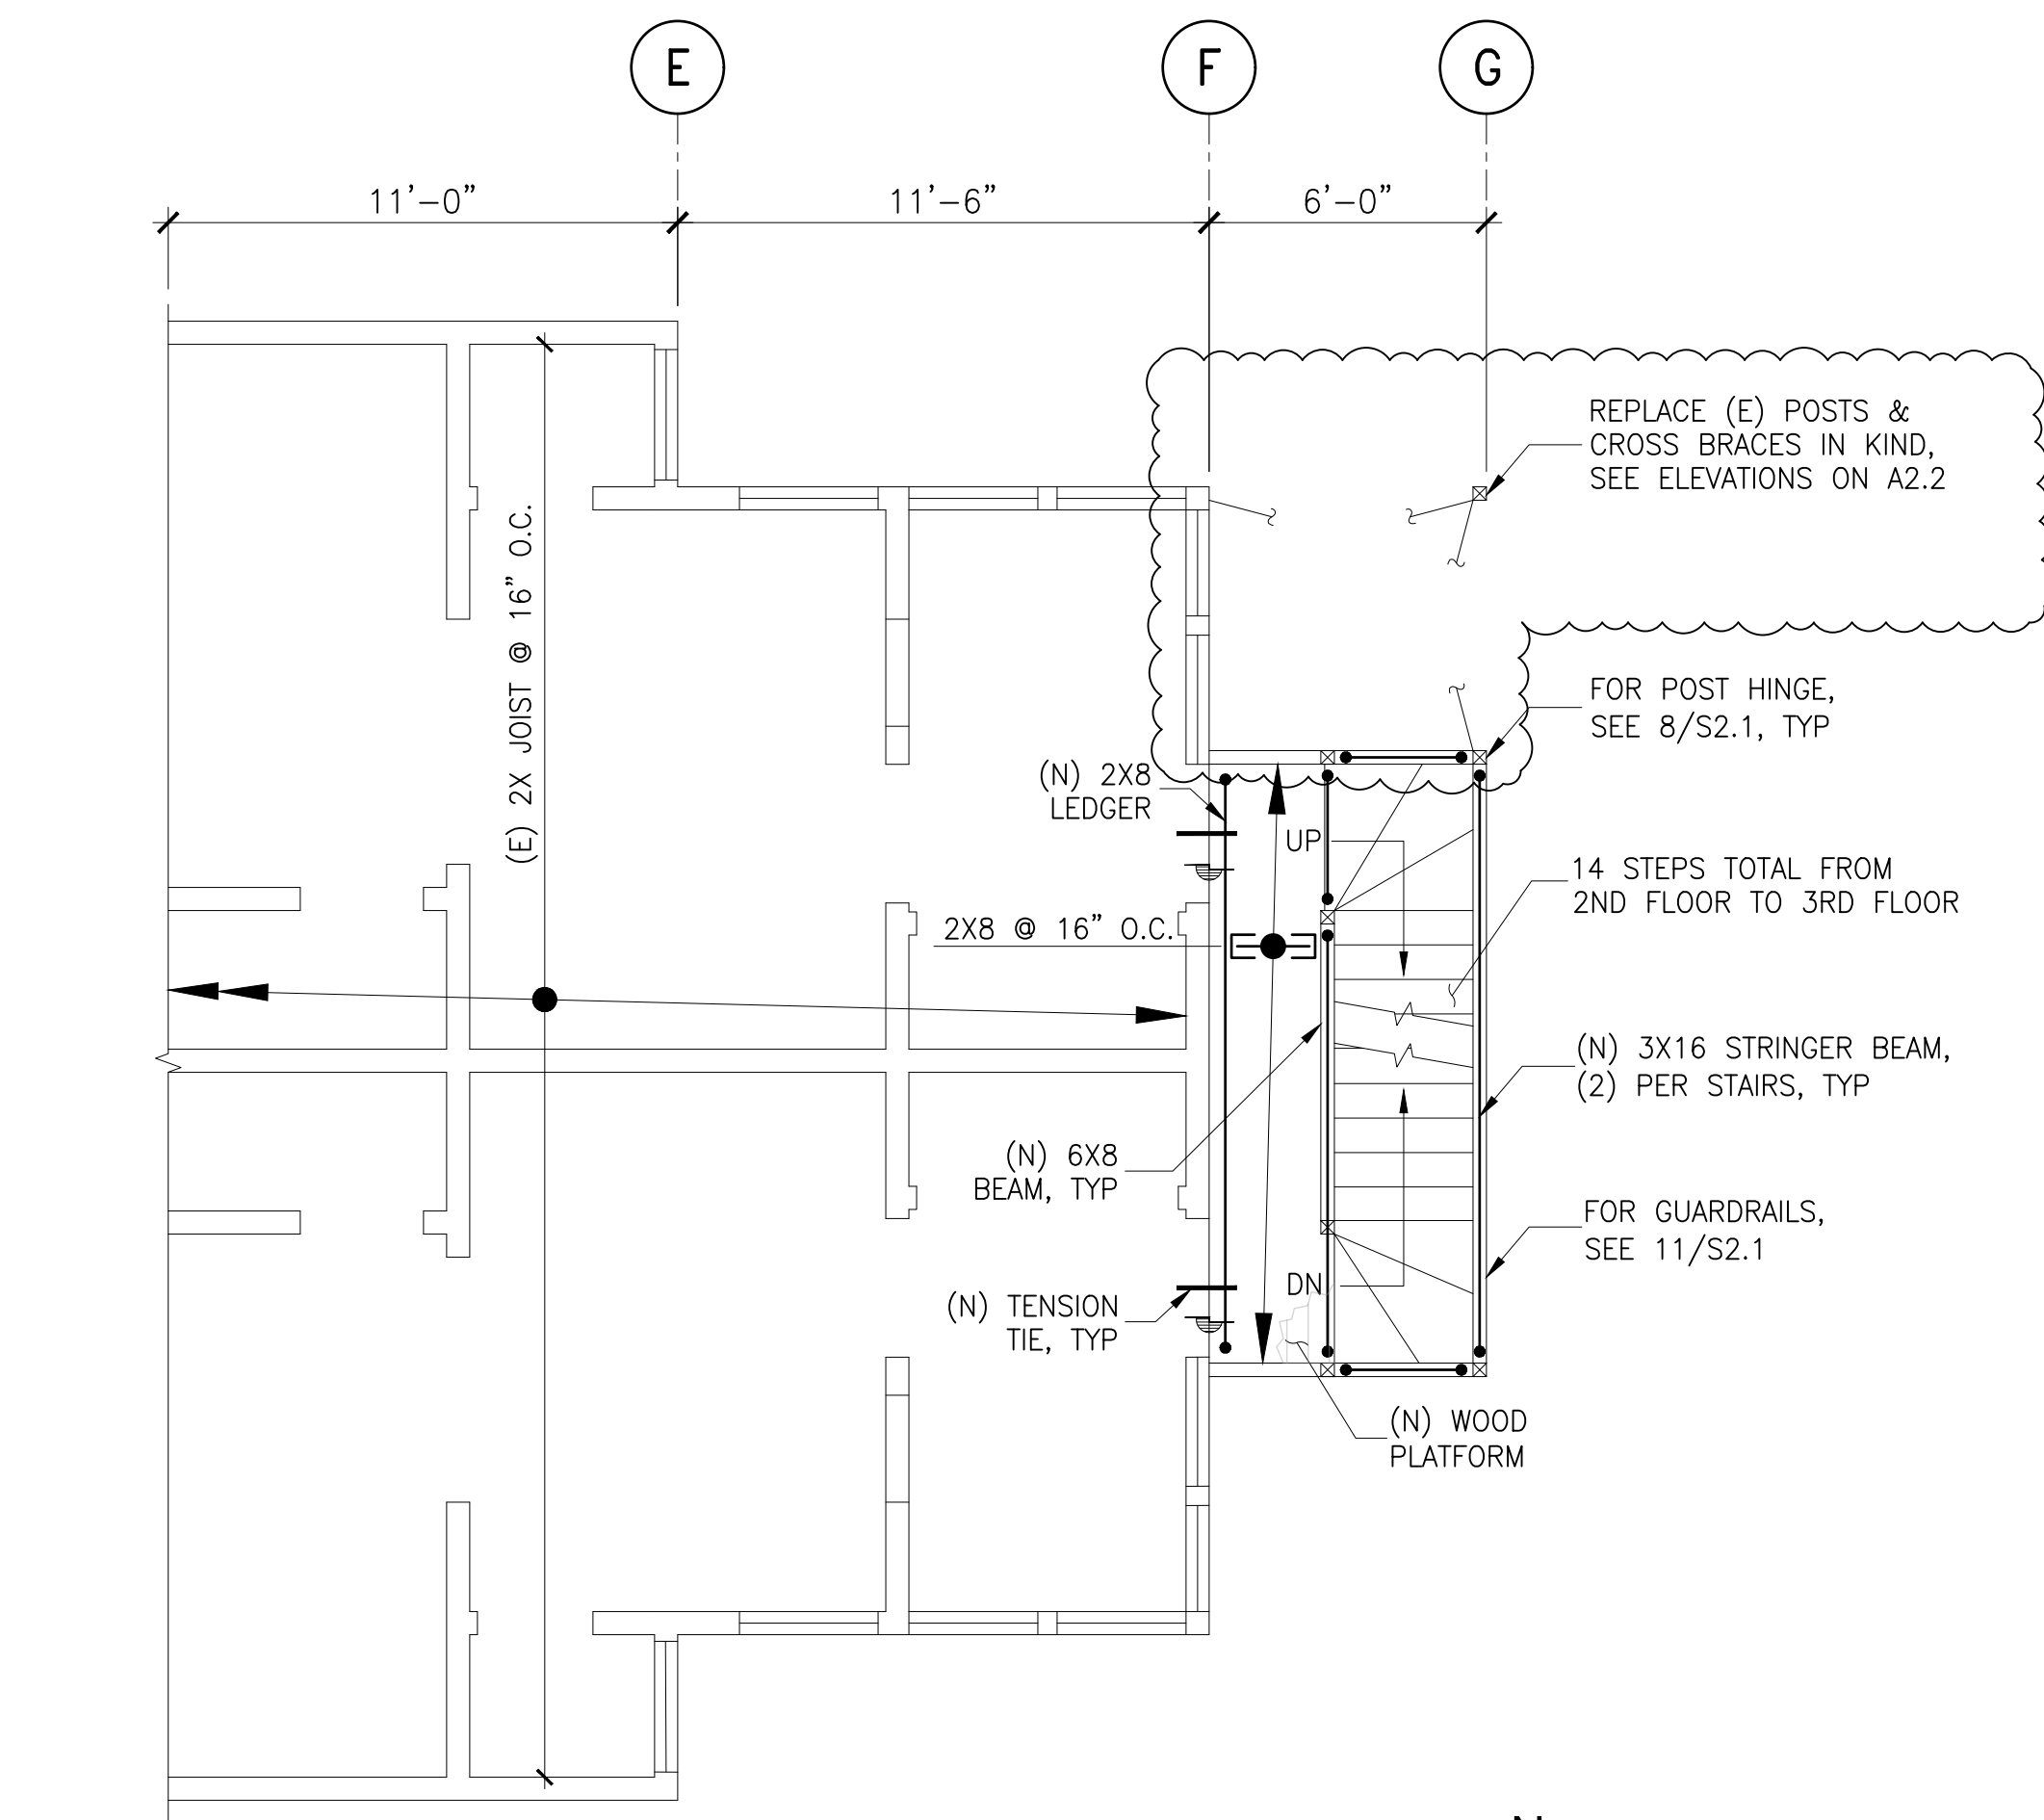 E
F
G
11'-0"
11'-6"
6'-0"
REPLACE (E) POSTS &
CROSS BRACES IN KIND,
SEE ELEVATIONS ON A2.2
(E) 2X JOIST @ 16" O.C.
FOR POST HINGE,
SEE 8/S2.1, TYP
(N) 2X8
LEDGER
UP
14 STEPS TOTAL FROM
2ND FLOOR TO 3RD FLOOR
2X8 @ 16" O.C.
(N) 3X16 STRINGER BEAM,
(2) PER STAIRS, TYP
(N) 6X8
BEAM, TYP
FOR GUARDRAILS,
SEE 11/S2.1
DN
(N) TENSION
TIE, TYP
(N) WOOD
PLATFORM